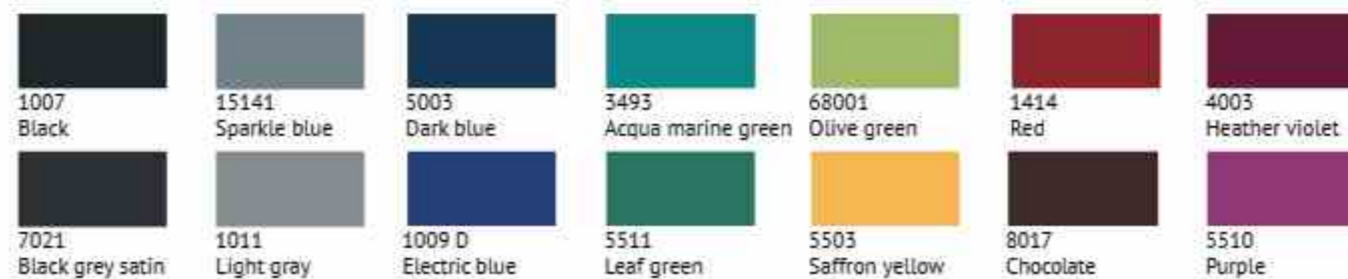 1007
Black
15141
Sparkle blue
5003
Dark blue
3493
Acqua marine green
68001
Olive green
1414
Red
4003
Heather violet
7021
Black grey satin
1011
Light gray
1009 D
Electric blue
5511
Leaf green
5503
Saffron yellow
8017
Chocolate
5510
Purple